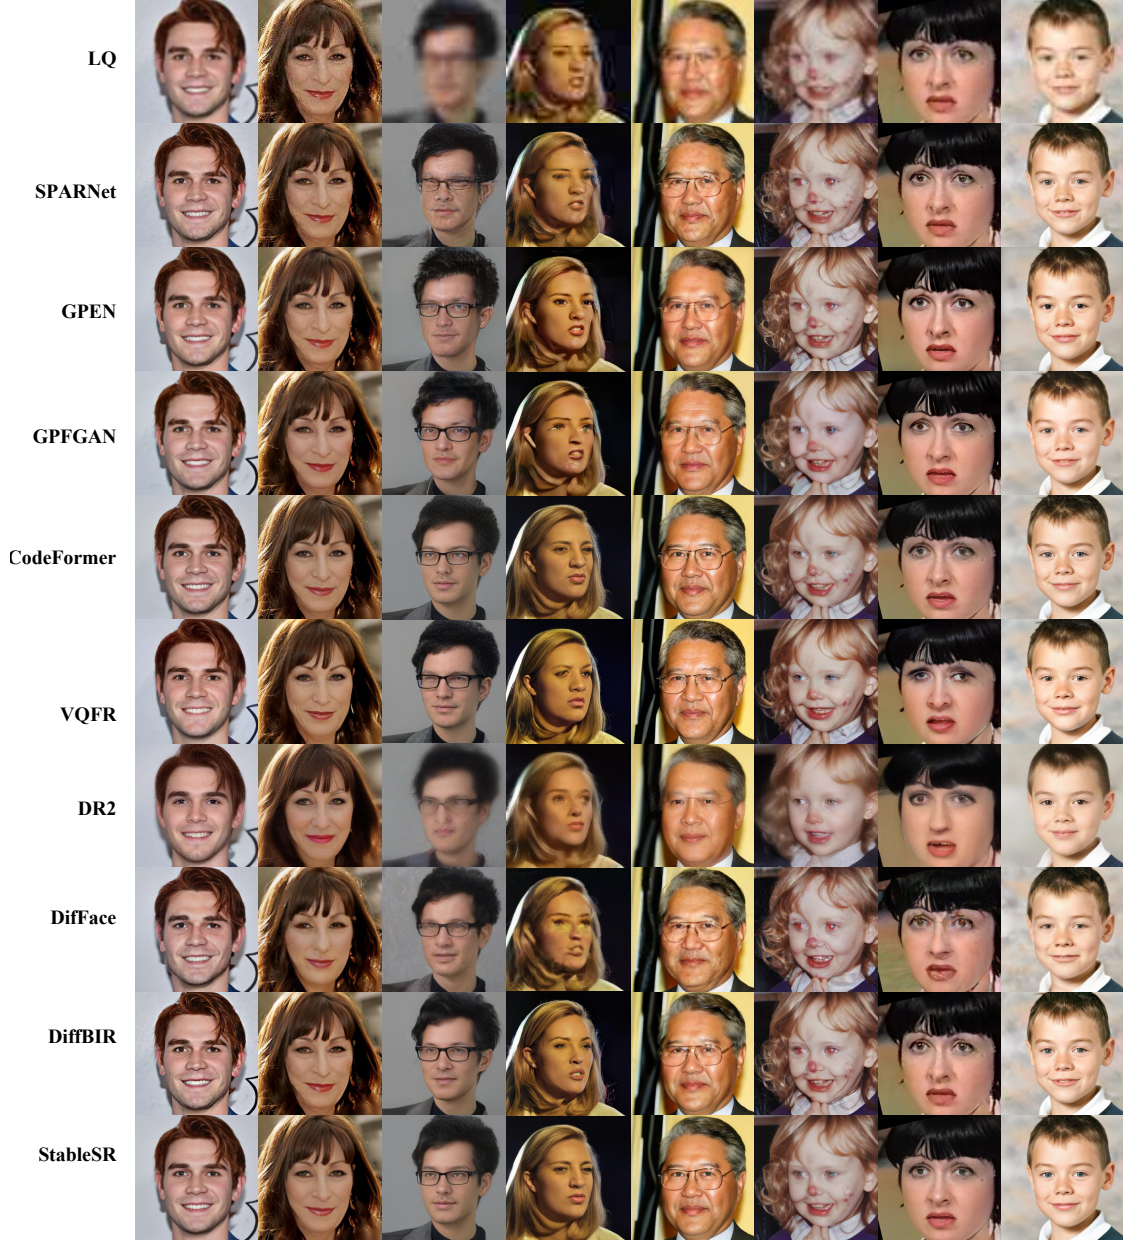 LQ
SPARNet
GPEN
GPFGAN
CodeFormer
VQFR
DR2
DifFace
DiffBIR
StableSR